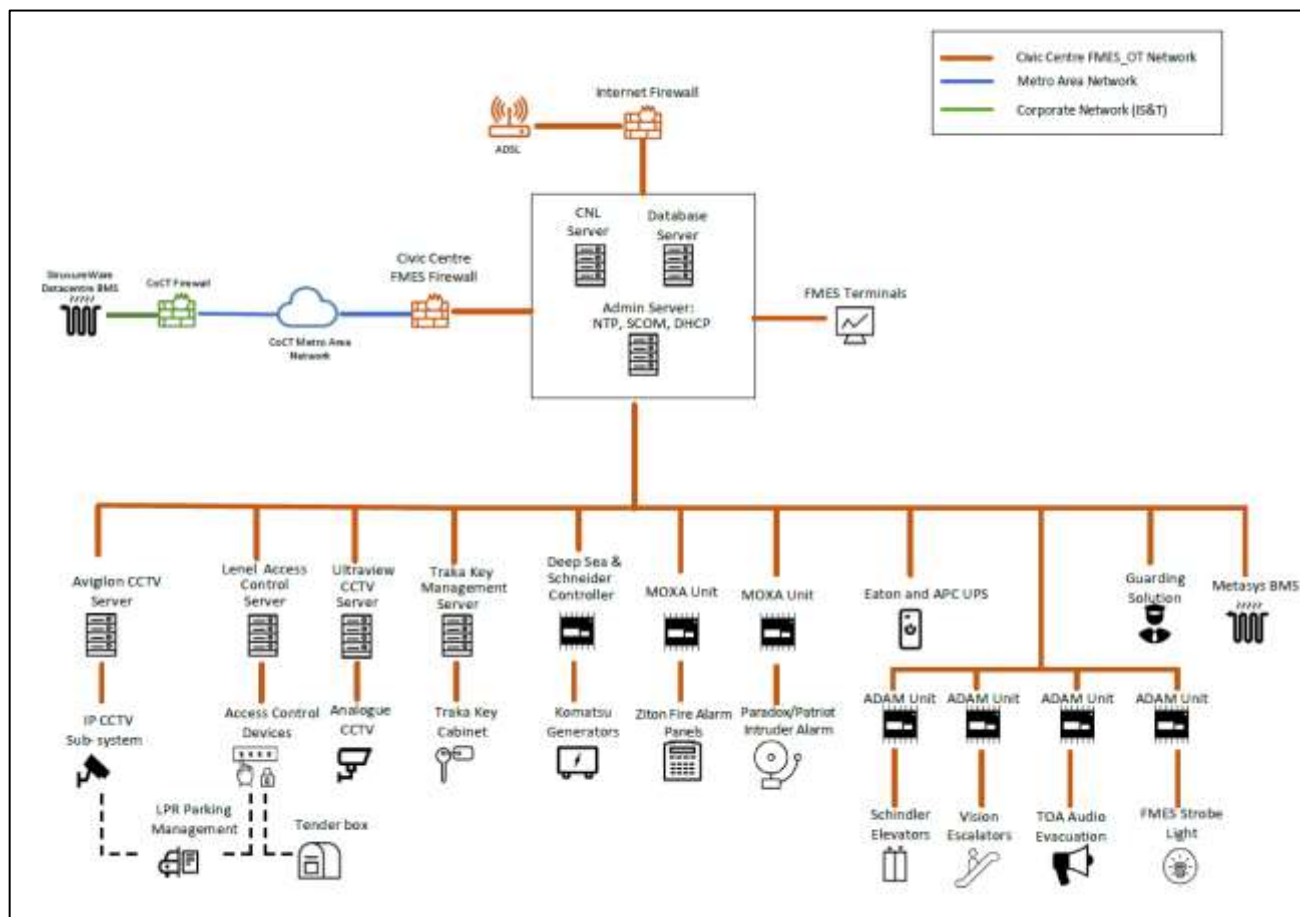 Civic Centre FMES_OT Network
Metro Area Network
Corporate Network (IS&T)
Internet Firewall
ADSL
CNL
Server
Database
Server
Admin Server:
NTP, SCOM, DHCP
Civic Centre
FMES Firewall
StruxureWare
Datacentre BMS
CoCT Firewall
CoCT Metro Area
Network
FMES Terminals
Avigilon CCTV
Server
Lenel Access
Control
Server
Ultraview
CCTV
Server
Traka Key
Management
Server
Deep Sea &
Schneider
Controller
MOXA Unit
MOXA Unit
Eaton and APC UPS
Guarding
Solution
Metasys BMS
IP CCTV
Sub- system
Access Control
Devices
Analogue
CCTV
Traka Key
Cabinet
Komatsu
Generators
Ziton Fire Alarm
Panels
Paradox/Patriot
Intruder Alarm
ADAM Unit
ADAM Unit
ADAM Unit
ADAM Unit
LPR Parking
Management
Tender box
Schindler
Elevators
Vision
Escalators
TOA Audio
Evacuation
FMES Strobe
Light